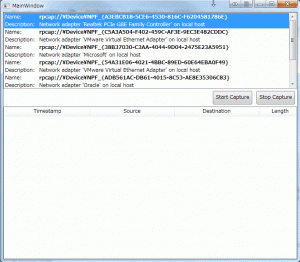 MainWindow
Name: rpcap://¥Device¥NPF_{A3EBCB1B-5CE6-4530-816C-F62045B1786E}
Description: Network adapter 'Realtek PCIe GBE Family Controller' on local host
Name: rpcap://¥Device¥NPF_{C5A3A504-F402-459C-AF3E-9EC3E482CDDC}
Description: Network adapter 'VMware Virtual Ethernet Adapter' on local host
Name: rpcap://¥Device¥NPF_{38B37020-C3AA-4044-9D04-2475E23A5951}
Description: Network adapter 'Microsoft' on local host
Name: rpcap://¥Device¥NPF_{54A31E06-4021-4BBC-89ED-60E64EBA0F49}
Description: Network adapter 'VMware Virtual Ethernet Adapter' on local host
Name: rpcap://¥Device¥NPF_{ADB561AC-DB61-4015-8C53-AE8E35306CB3}
Description: Network adapter 'Oracle' on local host
Start Capture Stop Capture
Timestamp Source Destination Length